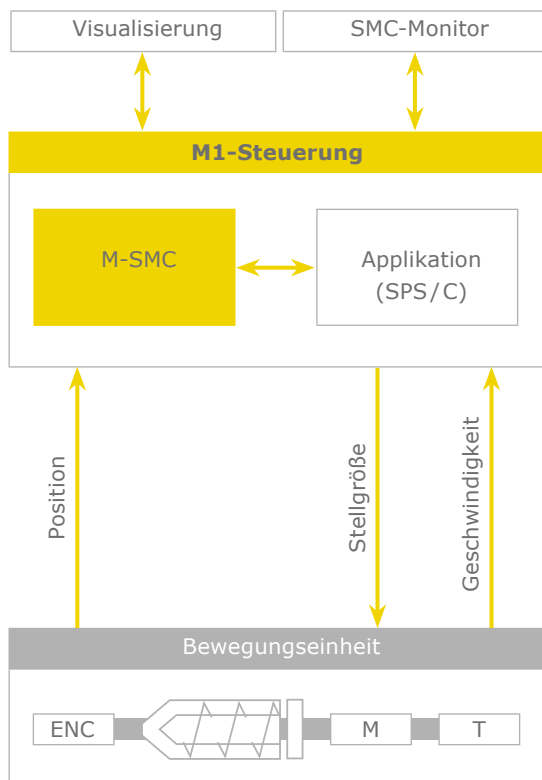 Visualisierung
SMC-Monitor
M1-Steuerung
M-SMC
Applikation
(SPS/C)
Position
Stellgröße
Geschwindigkeit
Bewegungseinheit
ENC
M
T